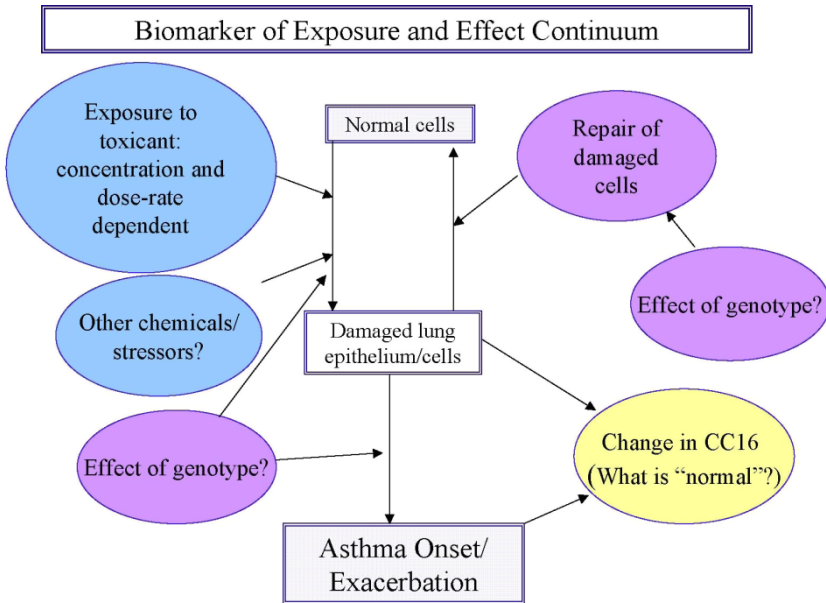 Biomarker of Exposure and Effect Continuum
Exposure to
toxicant:
concentration and
dose-rate
dependent
Normal cells
Repair of
damaged
cells
Other chemicals/
stressors?
Damaged lung
epithelium/cells
Effect of genotype?
Effect of genotype?
Change in CC16
(What is “normal”?)
Asthma Onset/
Exacerbation